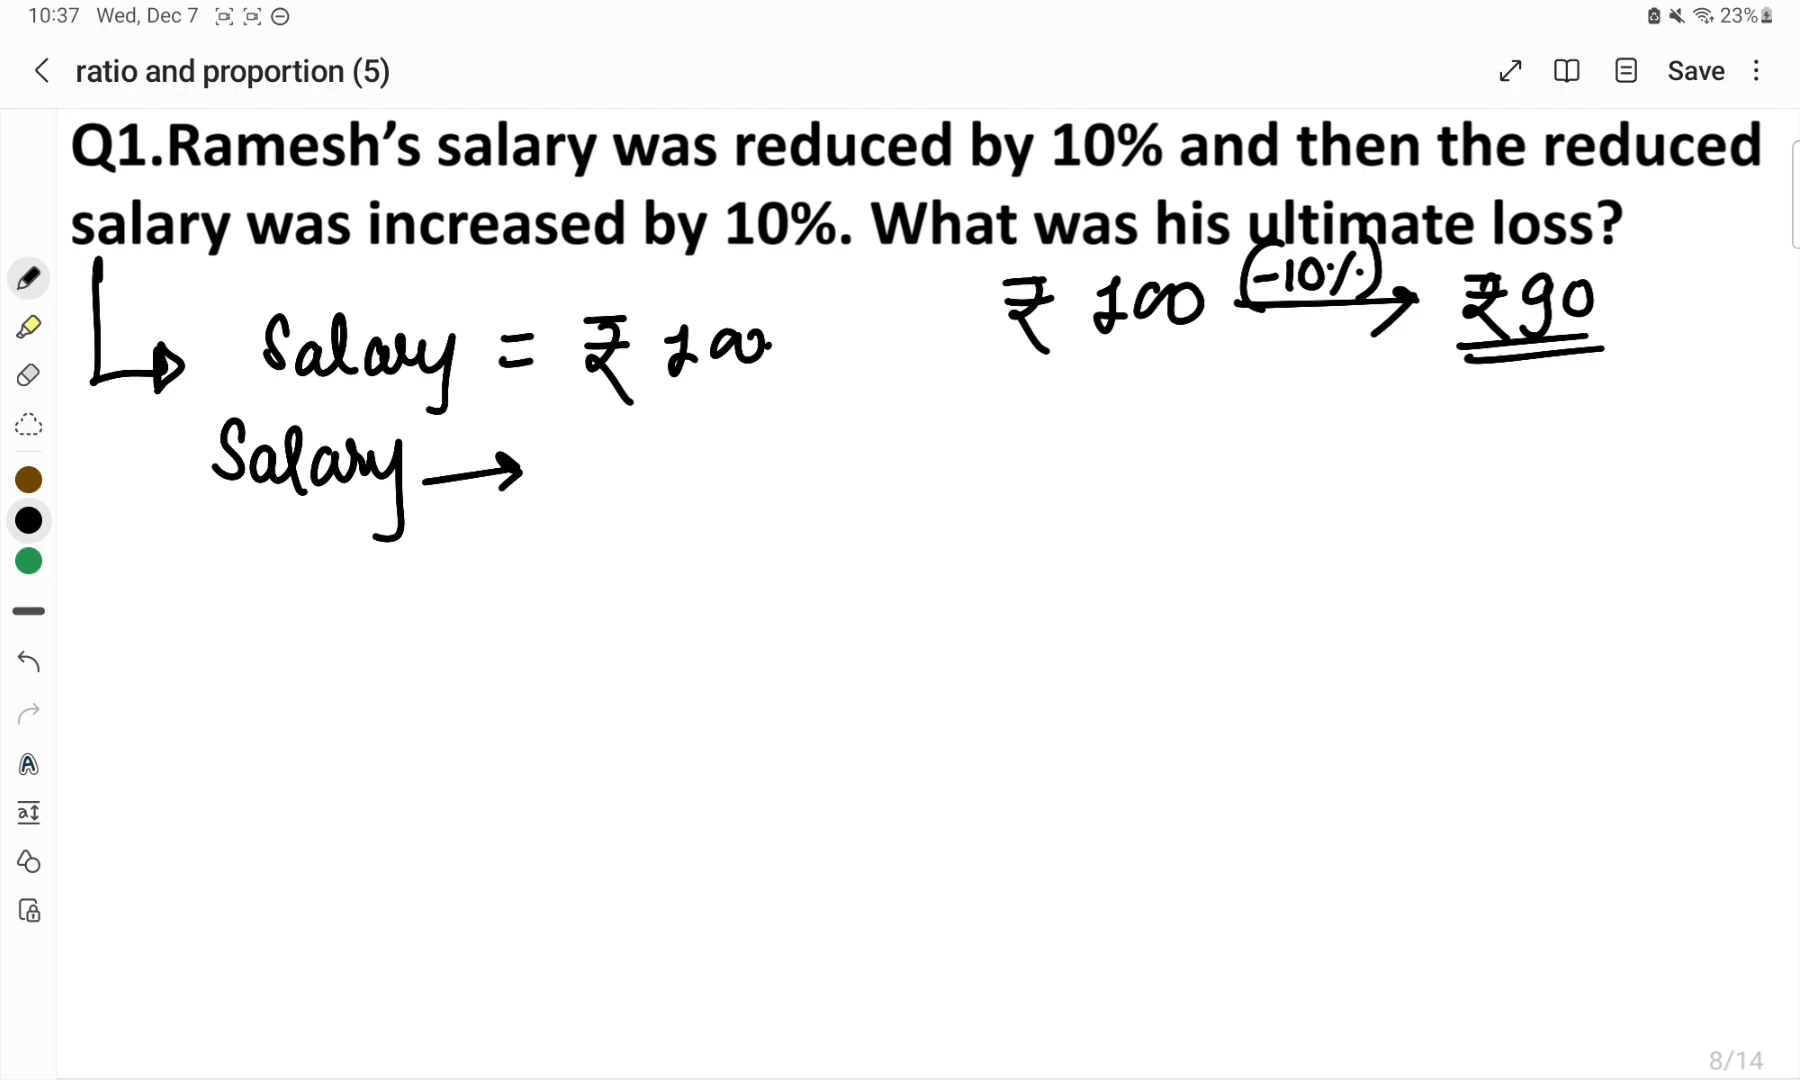 10:37 Wed, Dec 7 23%
ratio and proportion (5) Save
Q1.Ramesh’s salary was reduced by 10% and then the reduced
salary was increased by 10%. What was his ultimate loss?
₹ 100 (-10%) ₹90
Salary = ₹ 100
Salary →
8/14